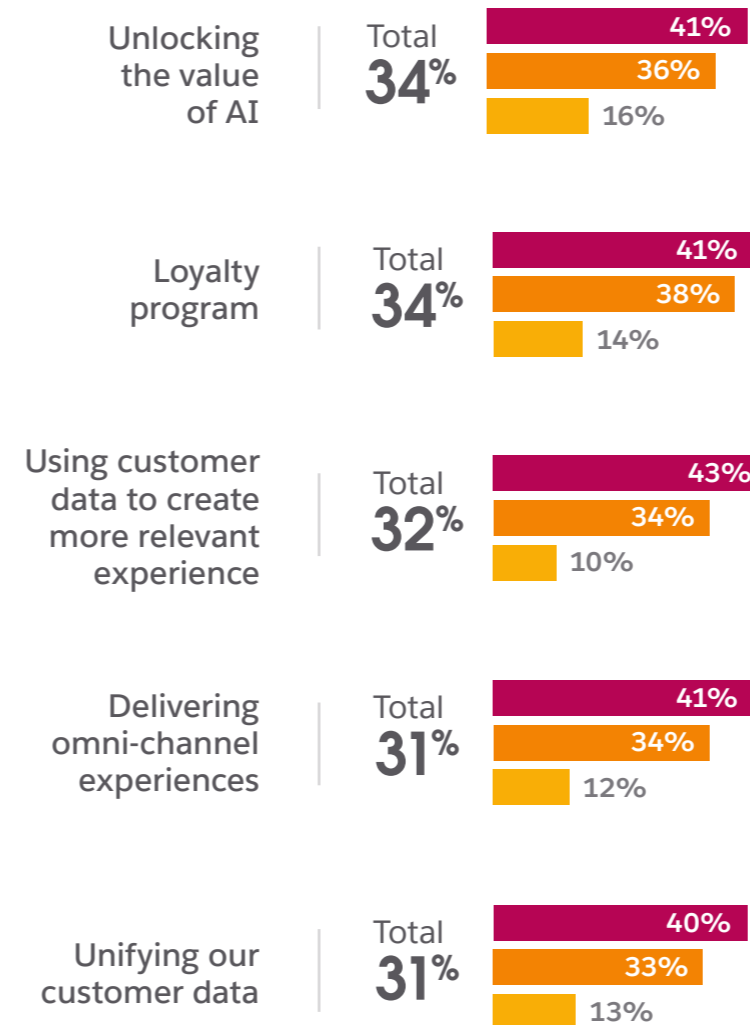 Unlocking
the value
of AI
Total
34%
41%
36%
16%
Loyalty
program
Total
34%
41%
38%
14%
Using customer
data to create
more relevant
experience
Total
32%
43%
34%
10%
Delivering
omni-channel
experiences
Total
31%
41%
34%
12%
Unifying our
customer data
Total
31%
40%
33%
13%